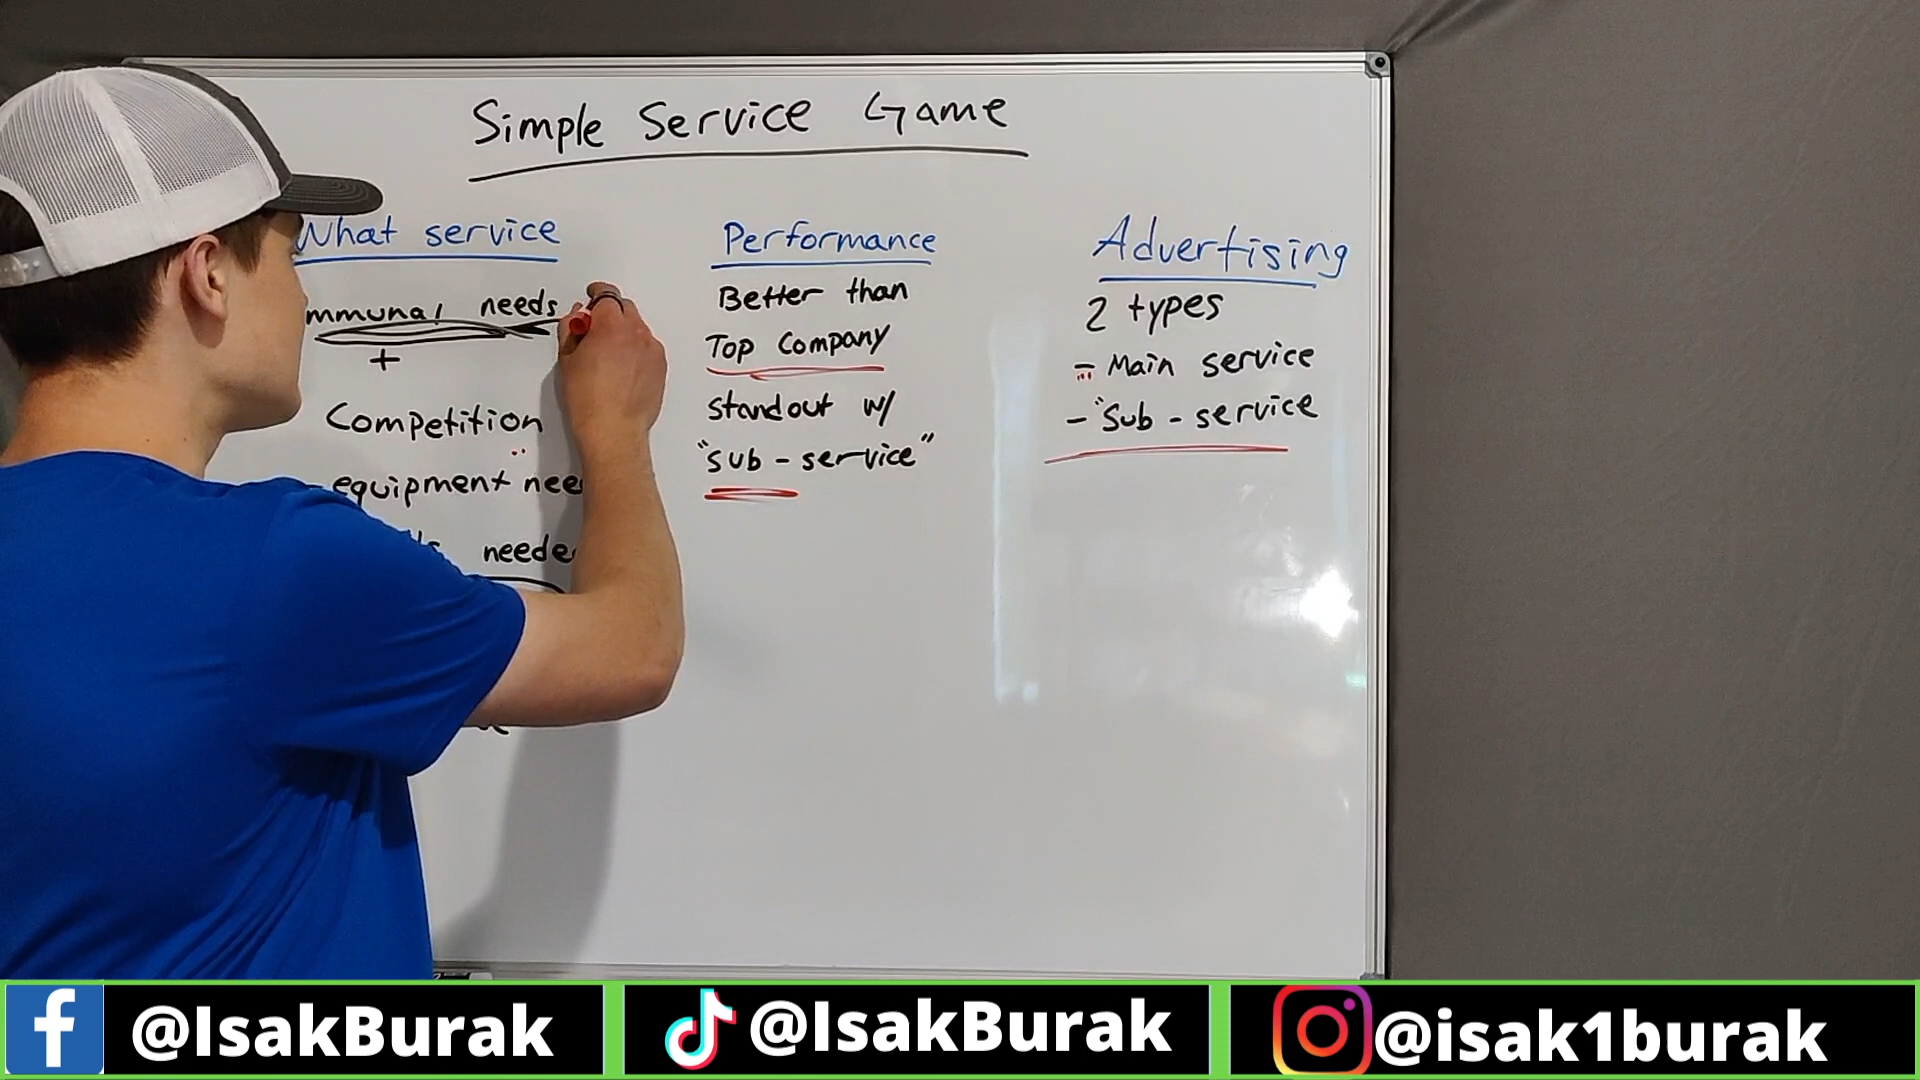 Simple Service Game
What service
mmunal needs
+
Competition
equipment nee
neede
Performance
Better than
Top Company
Standout w/
"sub-service"
Advertising
2 types
- Main service
- "Sub-service
@IsakBurak
@IsakBurak
@isak1burak